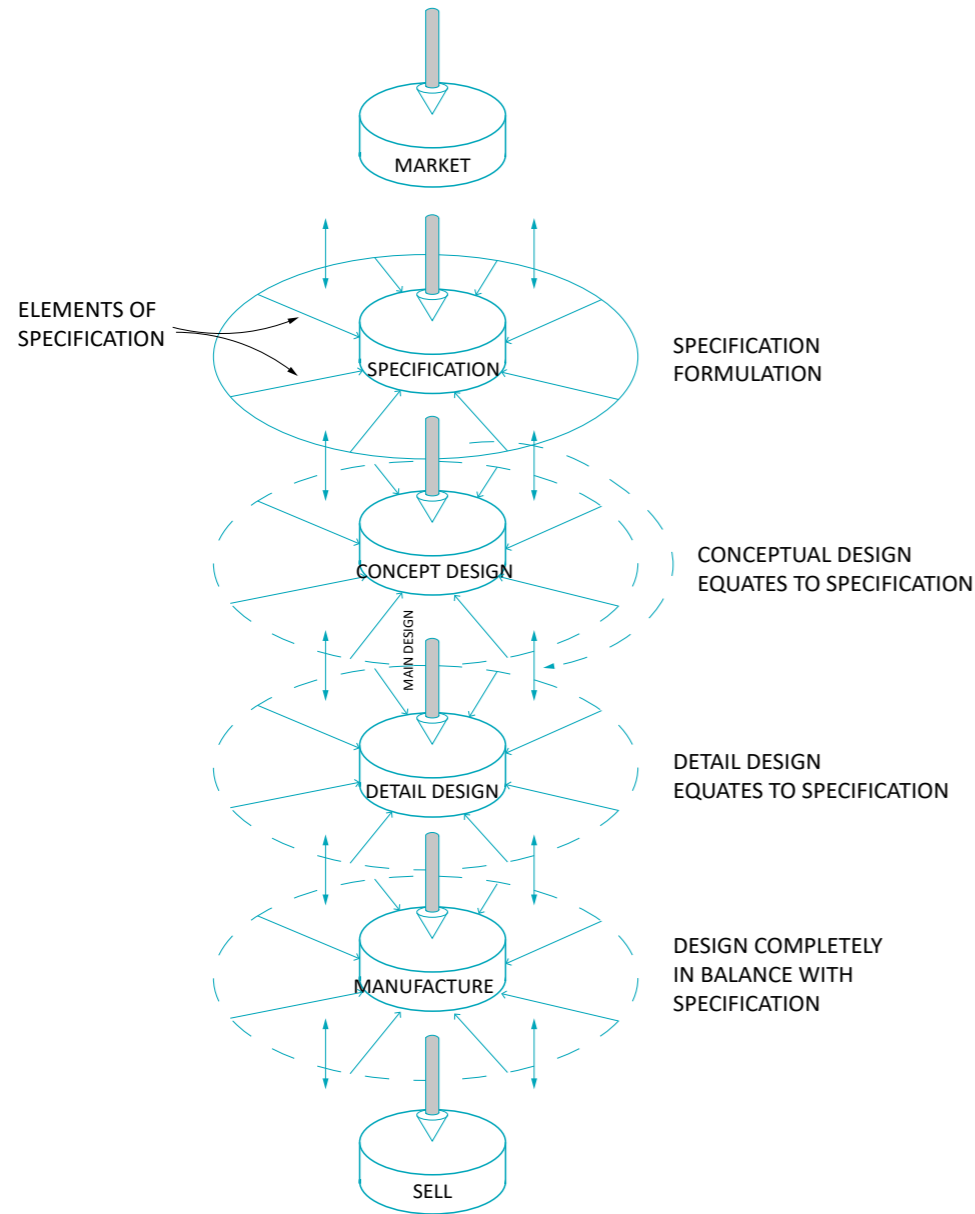 MARKET
ELEMENTS OF
SPECIFICATION
SPECIFICATION
SPECIFICATION
FORMULATION
CONCEPT DESIGN
CONCEPTUAL DESIGN
EQUATES TO SPECIFICATION
MAIN DESIGN
DETAIL DESIGN
DETAIL DESIGN
EQUATES TO SPECIFICATION
MANUFACTURE
DESIGN COMPLETELY
IN BALANCE WITH
SPECIFICATION
SELL